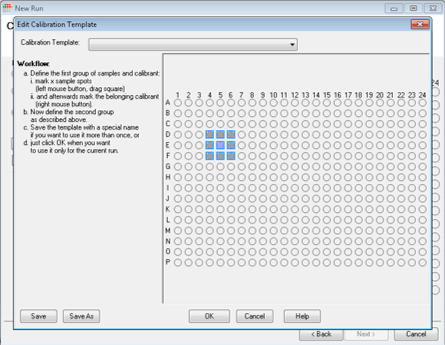 New Run
Edit Calibration Template
Calibration Template:
Workflow:
a. Define the first group of samples and calibrant:
i. mark x sample spots
(left mouse button, drag square)
ii. and afterwards mark the belonging calibrant
(right mouse button).
b. Now define the second group
as described above.
c. Save the template with a special name
if you want to use it more than once, or
d. just click OK when you want
to use it only for the current run.
1 2 3 4 5 6 7 8 9 10 11 12 13 14 15 16 17 18 19 20 21 22 23 24
A
B
C
D
E
F
G
H
I
J
K
L
M
N
O
P
24
Save
Save As
OK
Cancel
Help
< Back
Next >
Cancel